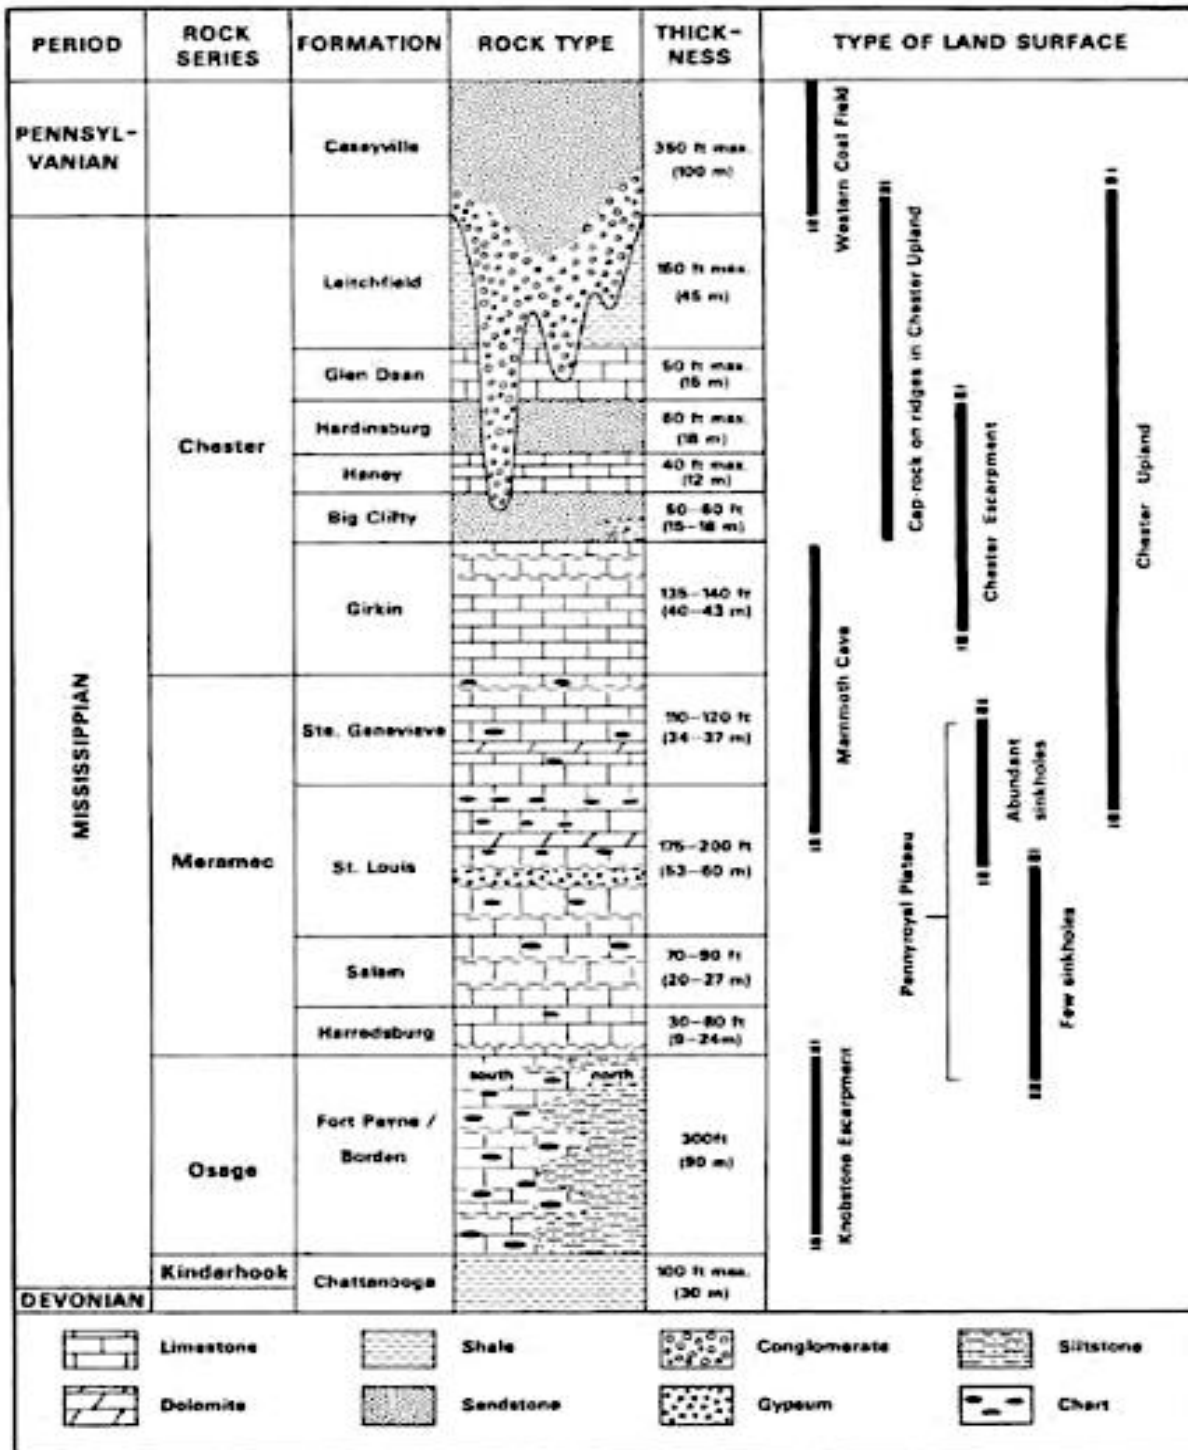 PERIOD
ROCK
SERIES
FORMATION
ROCK TYPE
THICK-
NESS
TYPE OF LAND SURFACE
PENNSYL-
VANIAN
Caseyville
350 ft max.
(100 m)
MISSISSIPPIAN
Chester
Leitchfield
150 ft max.
(45 m)
Glen Dean
50 ft max.
(15 m)
Hardinsburg
60 ft max.
(18 m)
Haney
40 ft max.
(12 m)
Big Clifty
50-60 ft
(15-18 m)
Girkin
135-140 ft
(40-43 m)
Meramec
Ste. Genevieve
110-120 ft
(34-37 m)
St. Louis
175-200 ft
(53-60 m)
Salem
70-90 ft
(20-27 m)
Harrodsburg
30-80 ft
(9-24m)
Osage
Fort Payne /
Borden
south
north
300ft
(90 m)
Kinderhook
Chattanooga
100 ft max.
(30 m)
DEVONIAN
Western Coal Field
Cap-rock on ridges in Chester Upland
Chester Escarpment
Chester Upland
Mammoth Cave
Pennyroyal Plateau
Abundant
sinkholes
Few sinkholes
Knobstone Escarpment
Limestone
Shale
Conglomerate
Siltstone
Dolomite
Sandstone
Gypsum
Chert